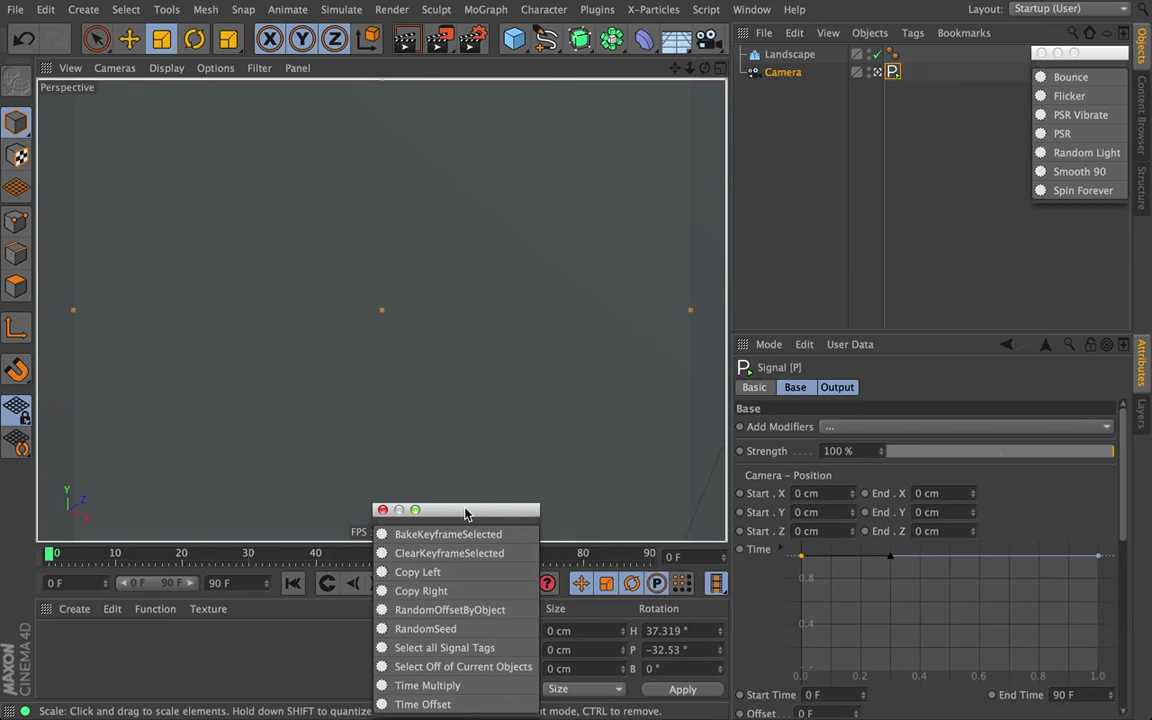 File Edit Create Select Tools Mesh Snap Animate Simulate Render Sculpt MoGraph Character Plugins X-Particles Script Window Help Layout: Startup (User)
X Y Z
File Edit View Objects Tags Bookmarks
Landscape
Camera
P
Bounce
Flicker
PSR Vibrate
PSR
Random Light
Smooth 90
Spin Forever
Objects
Content Browser
Structure
View Cameras Display Options Filter Panel
Perspective
Y
Z
X
FPS
BakeKeyframeSelected
ClearKeyframeSelected
Copy Left
Copy Right
RandomOffsetByObject
RandomSeed
Select all Signal Tags
Select Off of Current Objects
Time Multiply
Time Offset
Mode Edit User Data
P Signal [P]
Basic Base Output
Base
Add Modifiers ...
Strength .... 100 %
Camera - Position
Start . X 0 cm End . X 0 cm
Start . Y 0 cm End . Y 0 cm
Start . Z 0 cm End . Z 0 cm
Time
0.8
0.4
0.0 0.2 0.4 0.6 0.8 1.0
Start Time 0 F End Time 90 F
Offset. 0 F
Attributes
Layers
0 10 20 30 40 80 90 0 F
0 F 0 F 90 F 90 F
P
Create Edit Function Texture
Size Rotation
0 cm H 37.319 °
0 cm P -32.53 °
0 cm B 0 °
Size Apply
MAXON
CINEMA 4D
Scale: Click and drag to scale elements. Hold down SHIFT to quantize
nt mode, CTRL to remove.